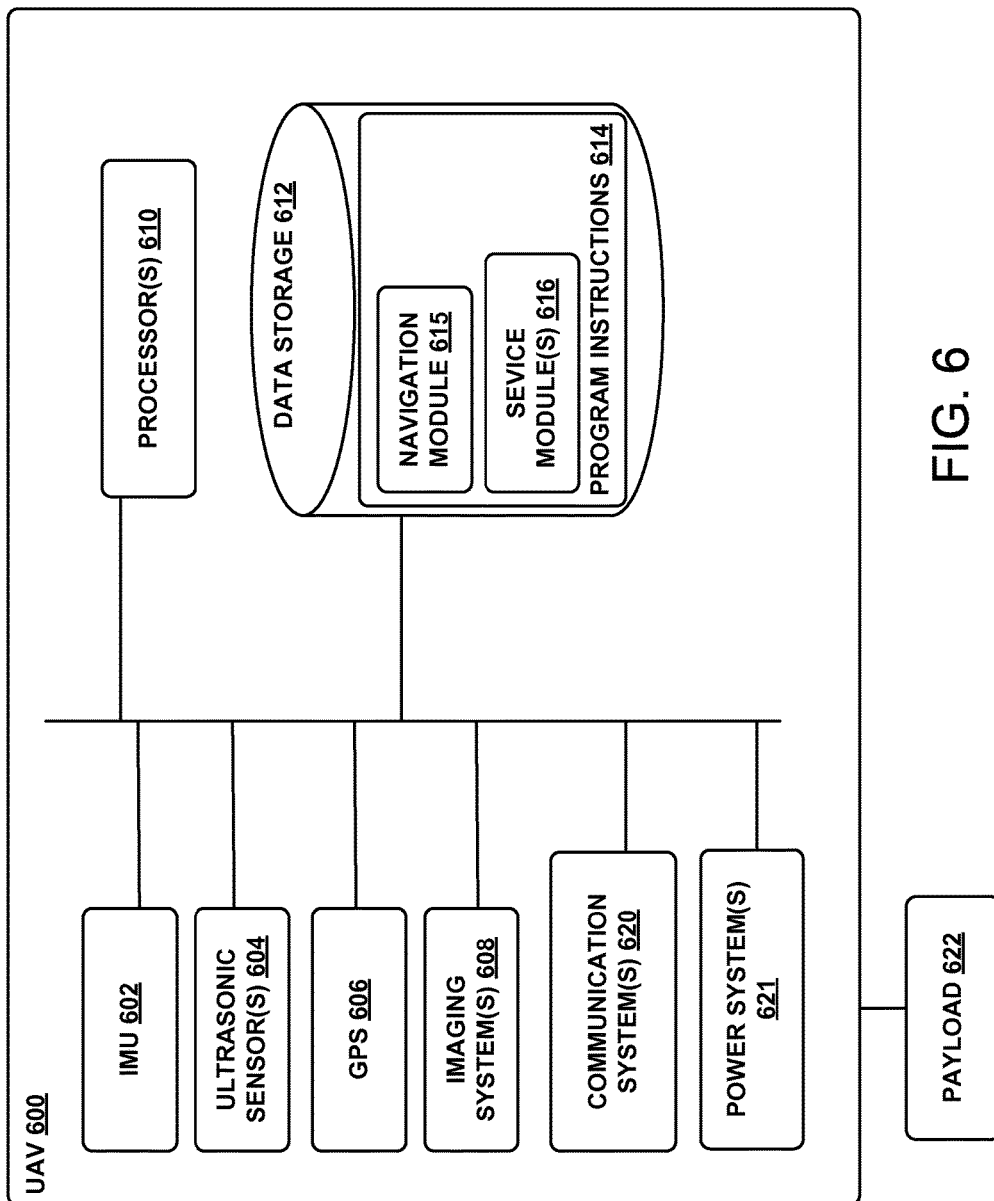 UAV 600
IMU 602
ULTRASONIC
SENSOR(S) 604
GPS 606
IMAGING
SYSTEM(S) 608
COMMUNICATION
SYSTEM(S) 620
POWER SYSTEM(S)
621
PAYLOAD 622
PROCESSOR(S) 610
DATA STORAGE 612
NAVIGATION
MODULE 615
SEVICE
MODULE(S) 616
PROGRAM INSTRUCTIONS 614
FIG. 6